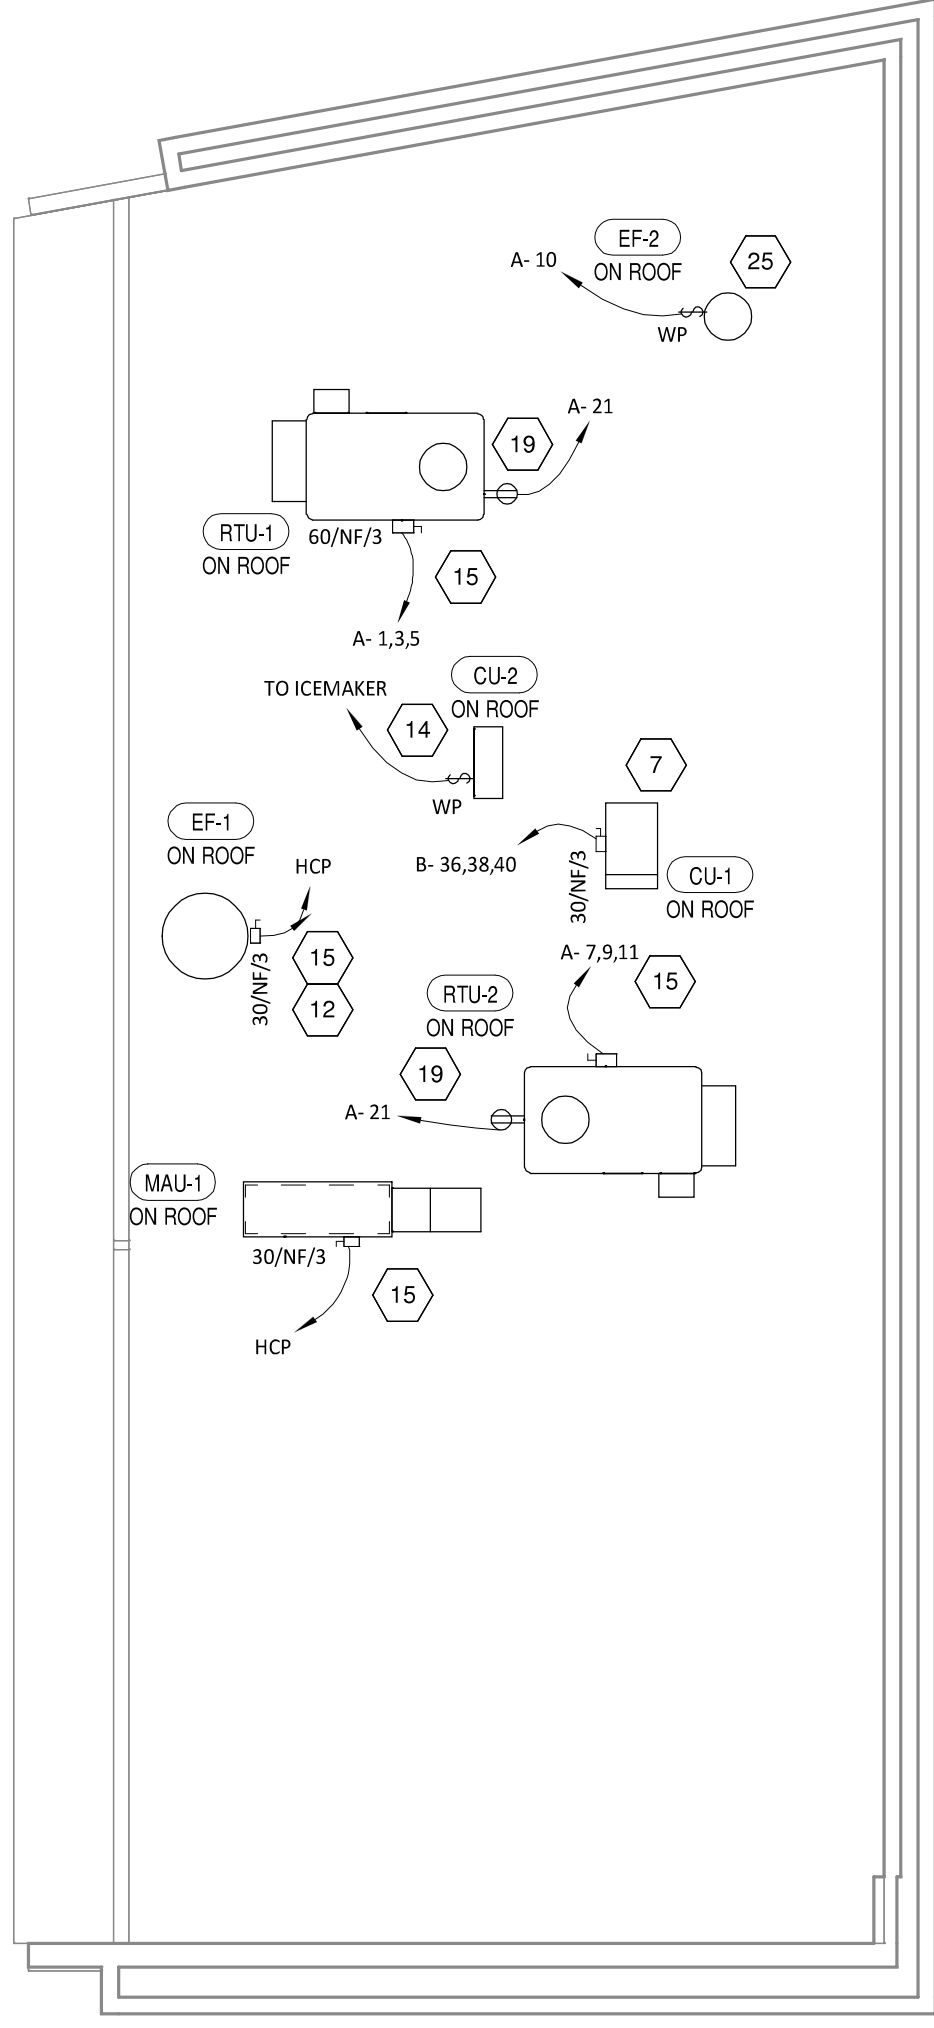 EF-2
ON ROOF
25
A- 10
WP
A- 21
19
RTU-1
ON ROOF
60/NF/3
15
A- 1,3,5
CU-2
ON ROOF
TO ICEMAKER
14
WP
7
EF-1
ON ROOF
B- 36,38,40
30/NF/3
CU-1
ON ROOF
HCP
30/NF/3
15
12
A- 7,9,11
15
RTU-2
ON ROOF
19
A- 21
MAU-1
ON ROOF
30/NF/3
15
HCP